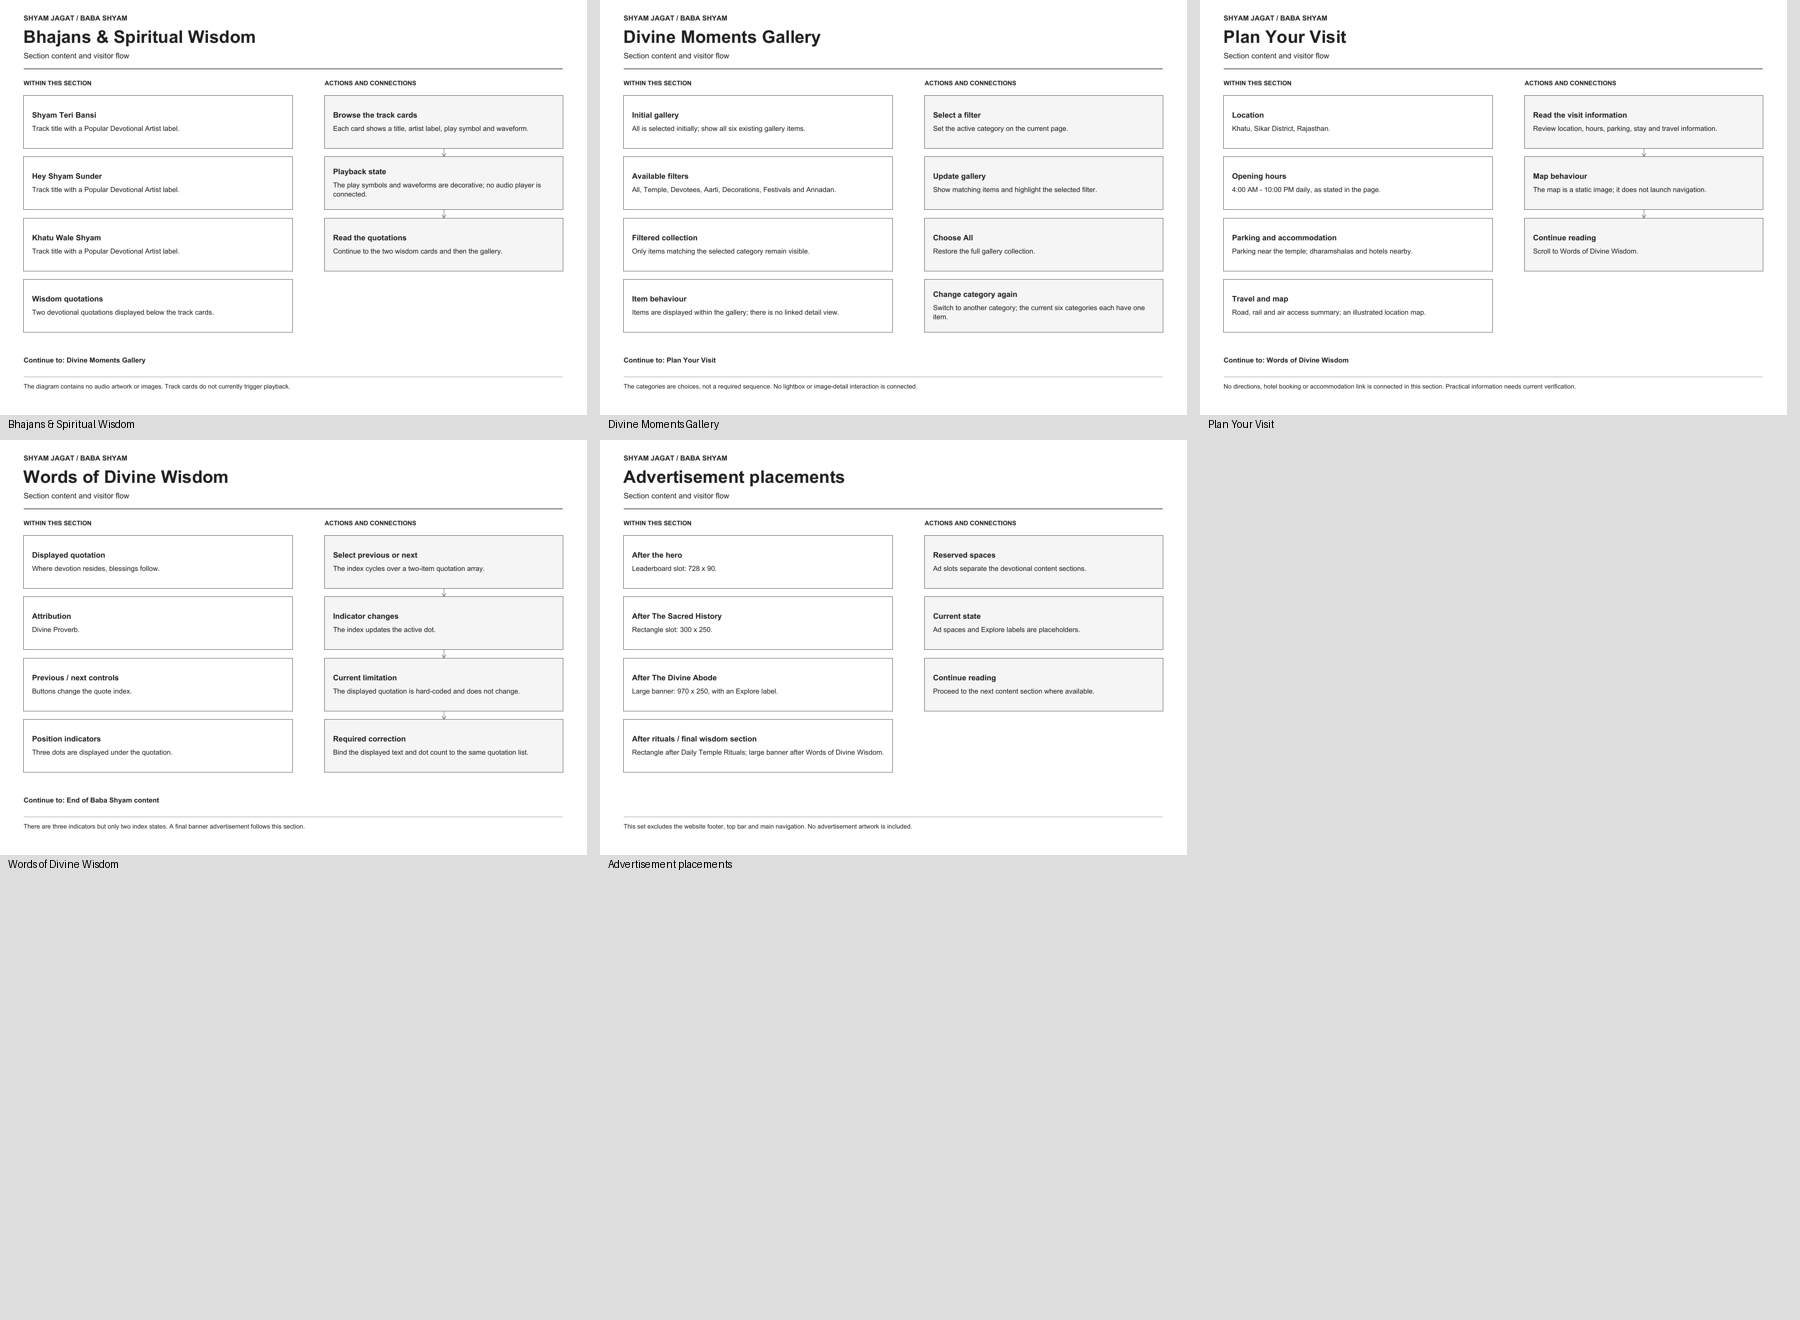 SHYAM JAGAT / BABA SHYAM
Bhajans & Spiritual Wisdom
Section content and visitor flow
WITHIN THIS SECTION
Shyam Teri Bansi
Track title with a Popular Devotional Artist label.
Hey Shyam Sunder
Track title with a Popular Devotional Artist label.
Khatu Wale Shyam
Track title with a Popular Devotional Artist label.
Wisdom quotations
Two devotional quotations displayed below the track cards.
ACTIONS AND CONNECTIONS
Browse the track cards
Each card shows a title, artist label, play symbol and waveform.
Playback state
The play symbols and waveforms are decorative; no audio player is
connected.
Read the quotations
Continue to the two wisdom cards and then the gallery.
Continue to: Divine Moments Gallery
The diagram contains no audio artwork or images. Track cards do not currently trigger playback.
Bhajans & Spiritual Wisdom
SHYAM JAGAT / BABA SHYAM
Divine Moments Gallery
Section content and visitor flow
WITHIN THIS SECTION
Initial gallery
All is selected initially; show all six existing gallery items.
Available filters
All, Temple, Devotees, Aarti, Decorations, Festivals and Annadan.
Filtered collection
Only items matching the selected category remain visible.
Item behaviour
Items are displayed within the gallery; there is no linked detail view.
ACTIONS AND CONNECTIONS
Select a filter
Set the active category on the current page.
Update gallery
Show matching items and highlight the selected filter.
Choose All
Restore the full gallery collection.
Change category again
Switch to another category; the current six categories each have one
item.
Continue to: Plan Your Visit
The categories are choices, not a required sequence. No lightbox or image-detail interaction is connected.
Divine Moments Gallery
SHYAM JAGAT / BABA SHYAM
Plan Your Visit
Section content and visitor flow
WITHIN THIS SECTION
Location
Khatu, Sikar District, Rajasthan.
Opening hours
4:00 AM - 10:00 PM daily, as stated in the page.
Parking and accommodation
Parking near the temple; dharamshalas and hotels nearby.
Travel and map
Road, rail and air access summary; an illustrated location map.
ACTIONS AND CONNECTIONS
Read the visit information
Review location, hours, parking, stay and travel information.
Map behaviour
The map is a static image; it does not launch navigation.
Continue reading
Scroll to Words of Divine Wisdom.
Continue to: Words of Divine Wisdom
No directions, hotel booking or accommodation link is connected in this section. Practical information needs current verification.
Plan Your Visit
SHYAM JAGAT / BABA SHYAM
Words of Divine Wisdom
Section content and visitor flow
WITHIN THIS SECTION
Displayed quotation
Where devotion resides, blessings follow.
Attribution
Divine Proverb.
Previous / next controls
Buttons change the quote index.
Position indicators
Three dots are displayed under the quotation.
ACTIONS AND CONNECTIONS
Select previous or next
The index cycles over a two-item quotation array.
Indicator changes
The index updates the active dot.
Current limitation
The displayed quotation is hard-coded and does not change.
Required correction
Bind the displayed text and dot count to the same quotation list.
Continue to: End of Baba Shyam content
There are three indicators but only two index states. A final banner advertisement follows this section.
Words of Divine Wisdom
SHYAM JAGAT / BABA SHYAM
Advertisement placements
Section content and visitor flow
WITHIN THIS SECTION
After the hero
Leaderboard slot: 728 x 90.
After The Sacred History
Rectangle slot: 300 x 250.
After The Divine Abode
Large banner: 970 x 250, with an Explore label.
After rituals / final wisdom section
Rectangle after Daily Temple Rituals; large banner after Words of Divine Wisdom.
ACTIONS AND CONNECTIONS
Reserved spaces
Ad slots separate the devotional content sections.
Current state
Ad spaces and Explore labels are placeholders.
Continue reading
Proceed to the next content section where available.
This set excludes the website footer, top bar and main navigation. No advertisement artwork is included.
Advertisement placements